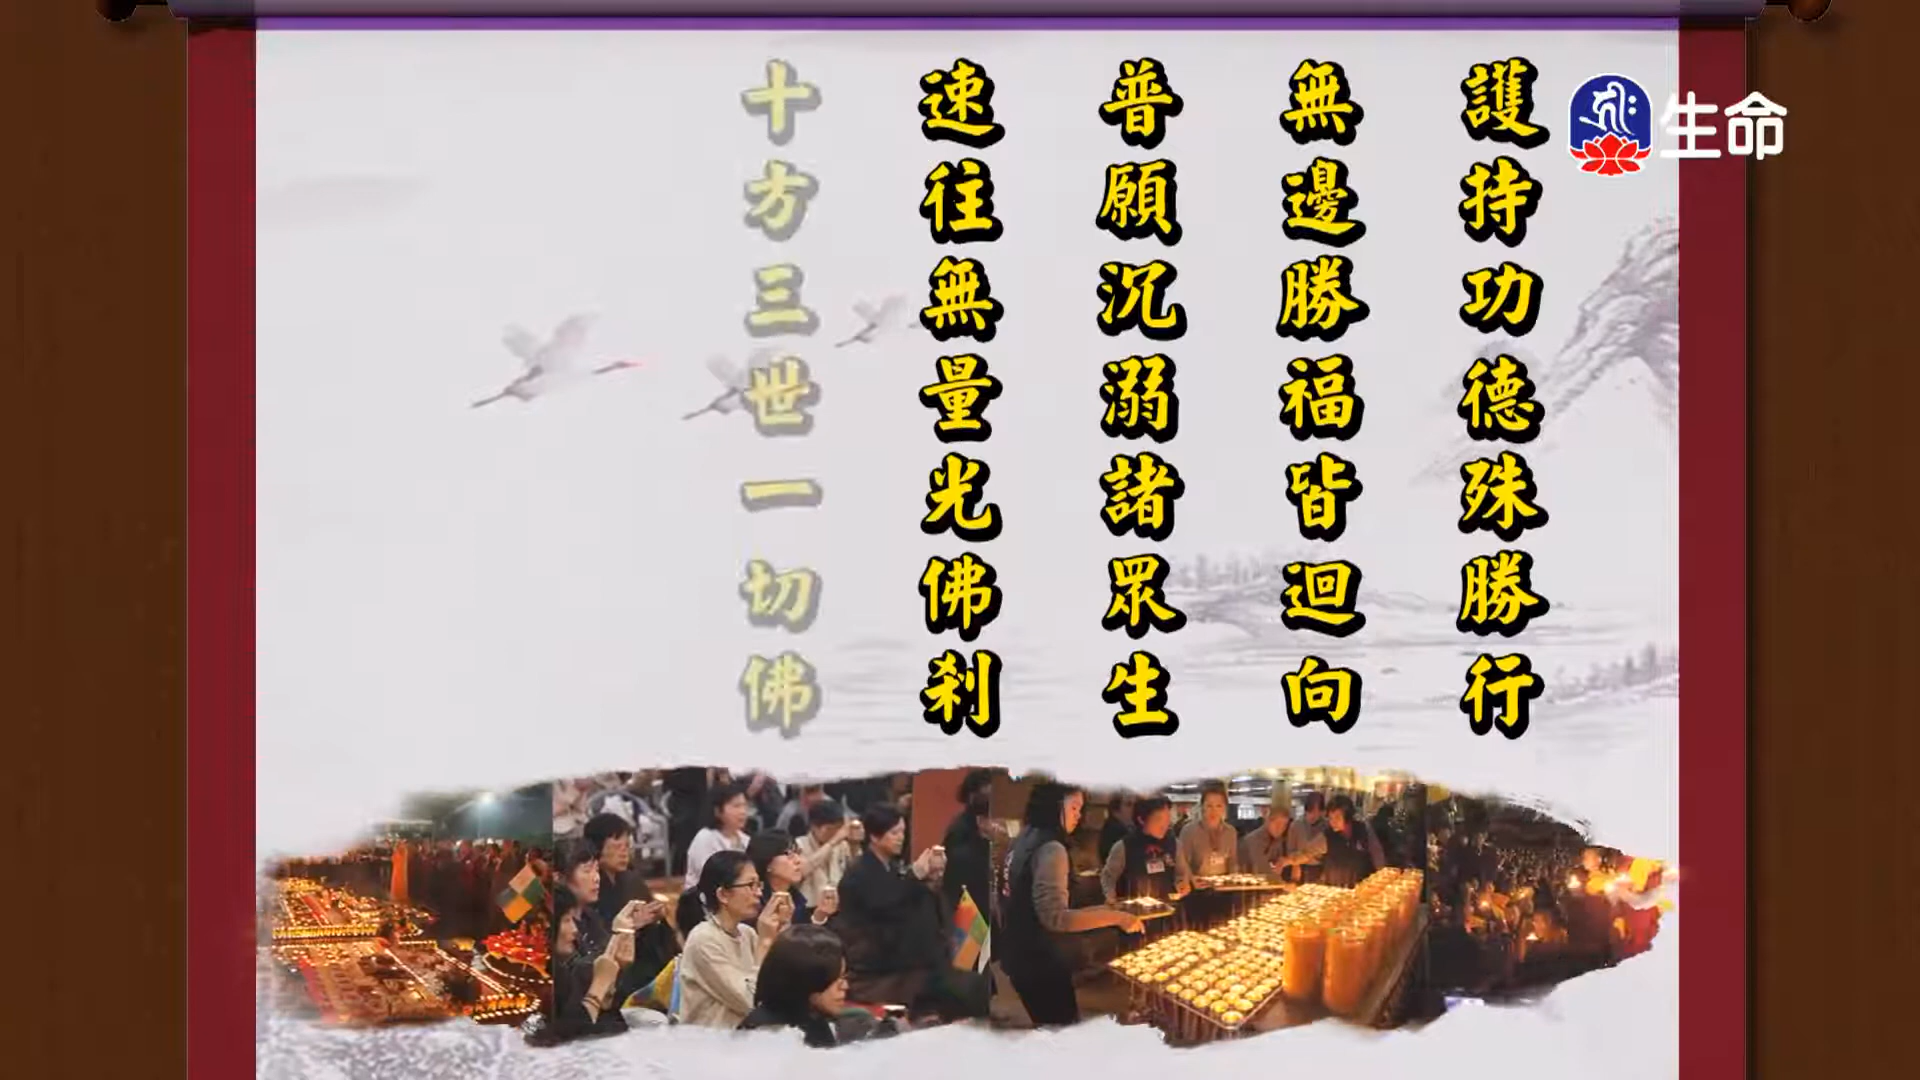 護持功德殊勝行
無邊勝福皆迴向
普願沉溺諸眾生
速往無量光佛刹
十方三世一切佛
生命